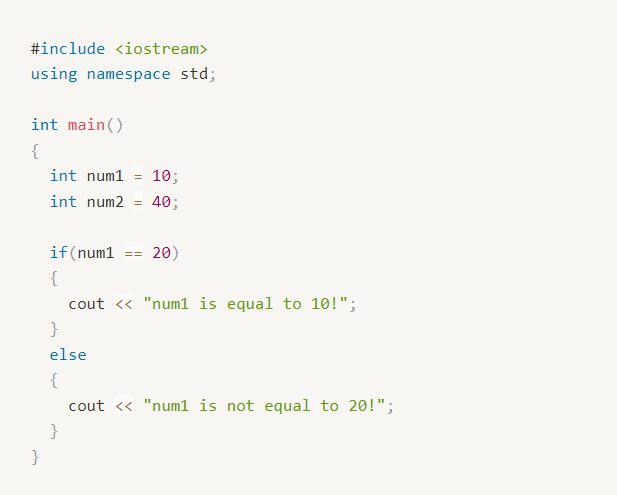 #include <iostream>
using namespace std;
int main()
{
int num1 = 10;
int num2 = 40;
if(num1 == 20)
{
cout << "num1 is equal to 10!";
}
else
{
cout << "num1 is not equal to 20!";
}
}